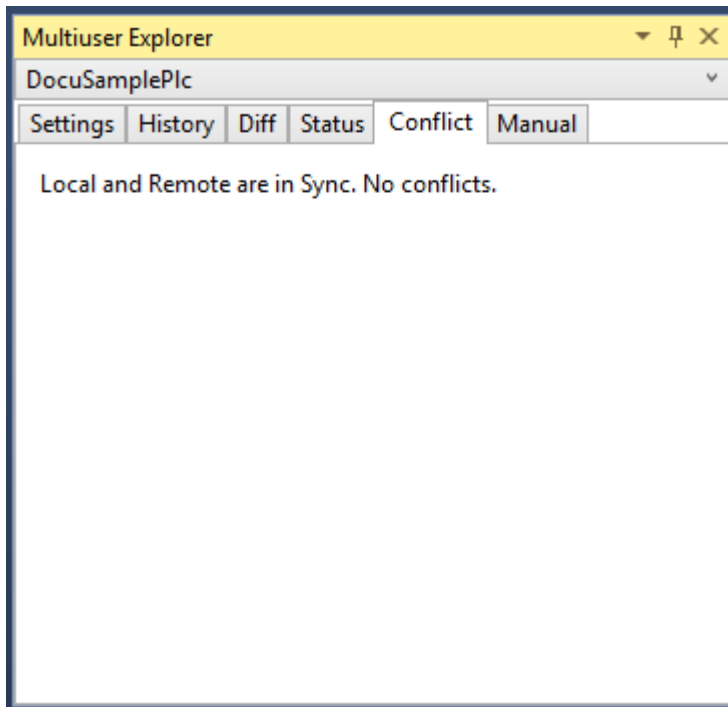 Multiuser Explorer
DocuSamplePlc
Settings History Diff Status Conflict Manual
Local and Remote are in Sync. No conflicts.